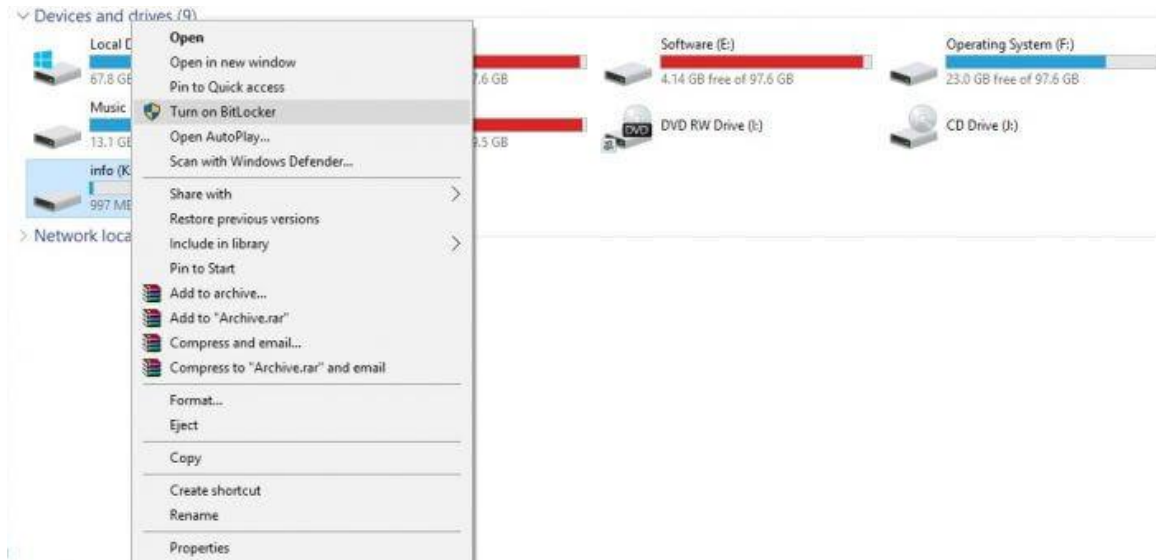 Devices and drives (9)
Local
67.8
Open
Open in new window
Pin to Quick access
Turn on BitLocker
Open AutoPlay...
Scan with Windows Defender...
Share with
Restore previous versions
Include in library
Pin to Start
Add to archive...
Add to "Archive.rar"
Compress and email...
Compress to "Archive.rar" and email
Format...
Eject
Copy
Create shortcut
Rename
Properties
7.6 GB
Software (E:)
4.14 GB free of 97.6 GB
Operating System (F:)
23.0 GB free of 97.6 GB
Music
13.1
.5 GB
DVD RW Drive (I:)
DVD
CD Drive (J:)
info (K
997
Network loca